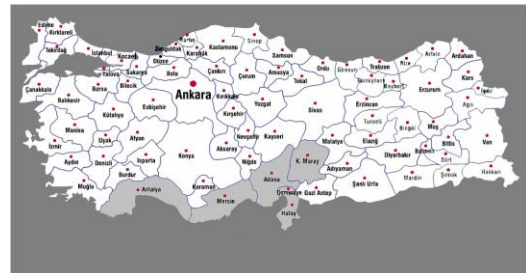 Edirne
Kırklareli
Tekirdağ
İstanbul
Kocaeli
Yalova
Sakarya
Düzce
Zonguldak
Bartın
Karabük
Kastamonu
Sinop
Samsun
Ordu
Giresun
Trabzon
Rize
Artvin
Ardahan
Kars
Iğdır
Ağrı
Erzurum
Bayburt
Gümüşhane
Erzincan
Tunceli
Bingöl
Muş
Bitlis
Van
Hakkari
Şırnak
Siirt
Batman
Mardin
Diyarbakır
Elazığ
Malatya
Adıyaman
Şanlı Urfa
Gazi Antep
K. Maraş
Osmaniye
Hatay
Adana
Mersin
Karaman
Konya
Antalya
Burdur
Isparta
Muğla
Denizli
Aydın
İzmir
Manisa
Uşak
Afyon
Kütahya
Balıkesir
Çanakkale
Bursa
Bilecik
Eskişehir
Bolu
Çankırı
Ankara
Kırıkkale
Kırşehir
Aksaray
Niğde
Nevşehir
Kayseri
Yozgat
Sivas
Tokat
Amasya
Çorum